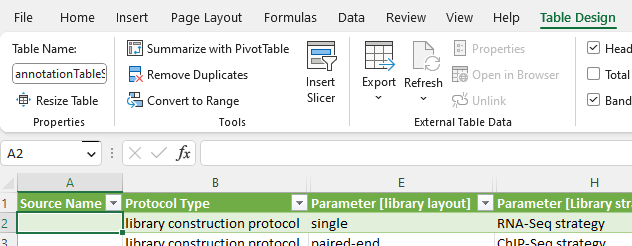 File Home Insert Page Layout Formulas Data Review View Help Table Design
Table Name: Summarize with PivotTable Properties Head
annotationTableS Remove Duplicates Insert Slicer Export Refresh Open in Browser Total
Resize Table Convert to Range Unlink Band
Properties Tools External Table Data
A2 fx
A B E H
1 Source Name Protocol Type Parameter [library layout] Parameter [Library str
2 library construction protocol single RNA-Seq strategy
3 library construction protocol paired-end ChIP-Seq strategy